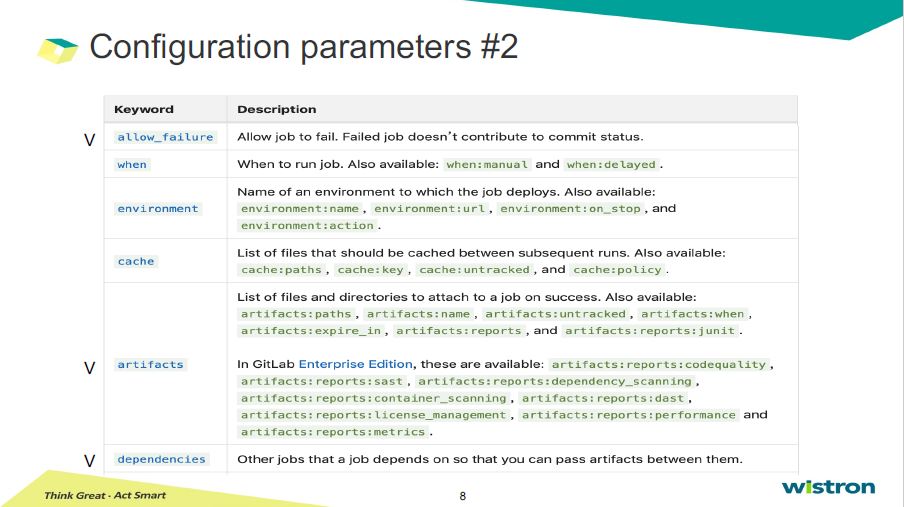 Configuration parameters #2
Keyword Description
V allow_failure Allow job to fail. Failed job doesn't contribute to commit status.
when When to run job. Also available: when:manual and when:delayed.
environment Name of an environment to which the job deploys. Also available:
environment:name, environment:url, environment:on_stop, and
environment:action.
cache List of files that should be cached between subsequent runs. Also available:
cache:paths, cache:key, cache:untracked, and cache:policy.
List of files and directories to attach to a job on success. Also available:
artifacts:paths, artifacts:name, artifacts:untracked, artifacts:when,
artifacts:expire_in, artifacts:reports, and artifacts:reports:junit.
V artifacts In GitLab Enterprise Edition, these are available: artifacts:reports:codequality,
artifacts:reports:sast, artifacts:reports:dependency_scanning,
artifacts:reports:container_scanning, artifacts:reports:dast,
artifacts:reports:license_management, artifacts:reports:performance and
artifacts:reports:metrics.
V dependencies Other jobs that a job depends on so that you can pass artifacts between them.
Think Great - Act Smart
8
wistron